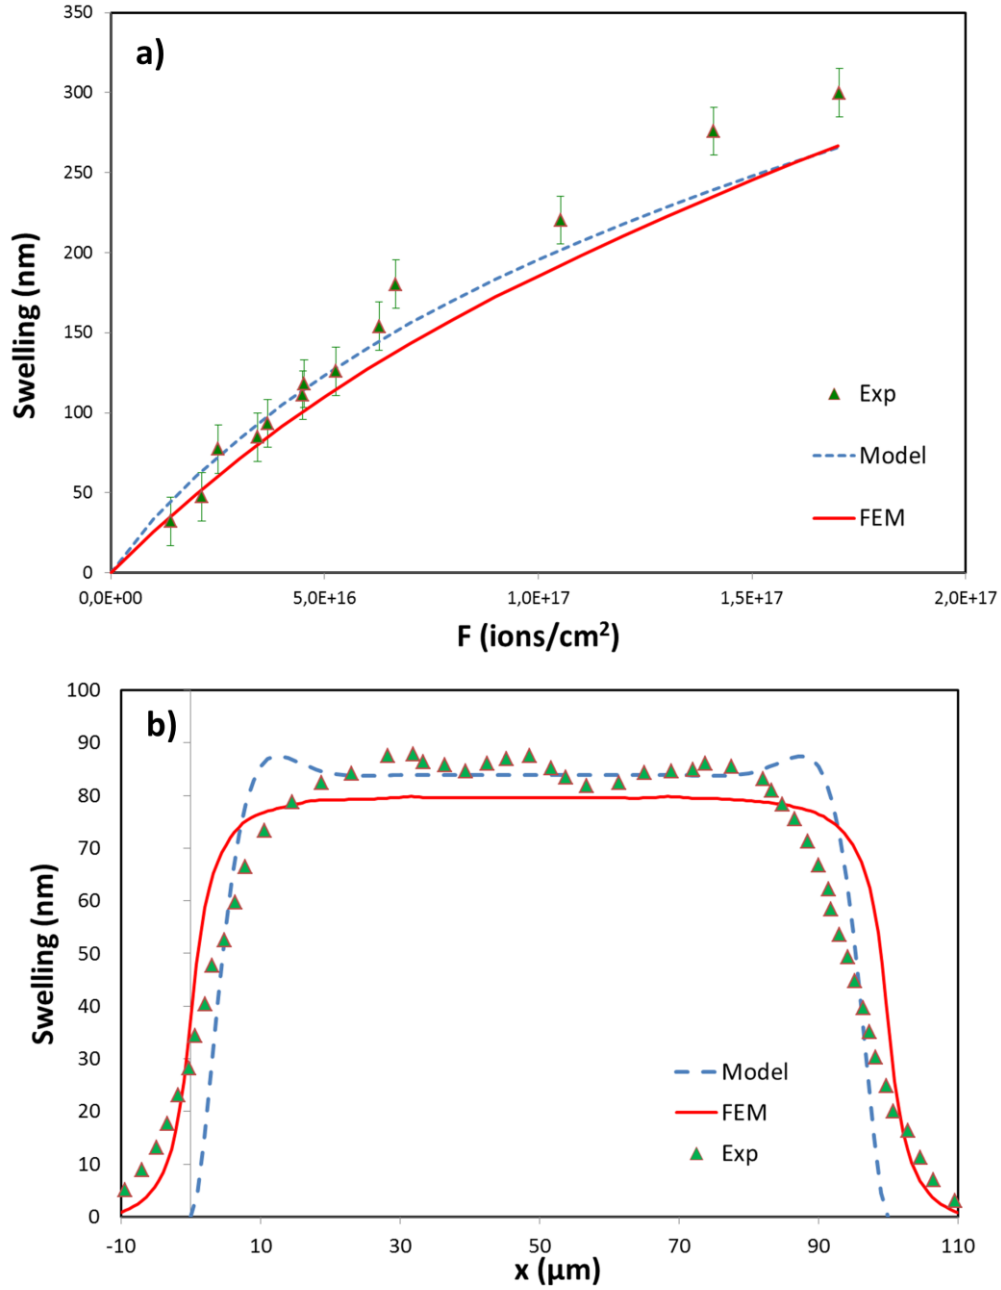 a)
350
300
250
200
150
100
50
0
Swelling (nm)
Exp
Model
FEM
0,0E+00 5,0E+16 1,0E+17 1,5E+17 2,0E+17
F (ions/cm²)
b)
100
90
80
70
60
50
40
30
20
10
0
Swelling (nm)
Model
FEM
Exp
-10 10 30 50 70 90 110
x (µm)